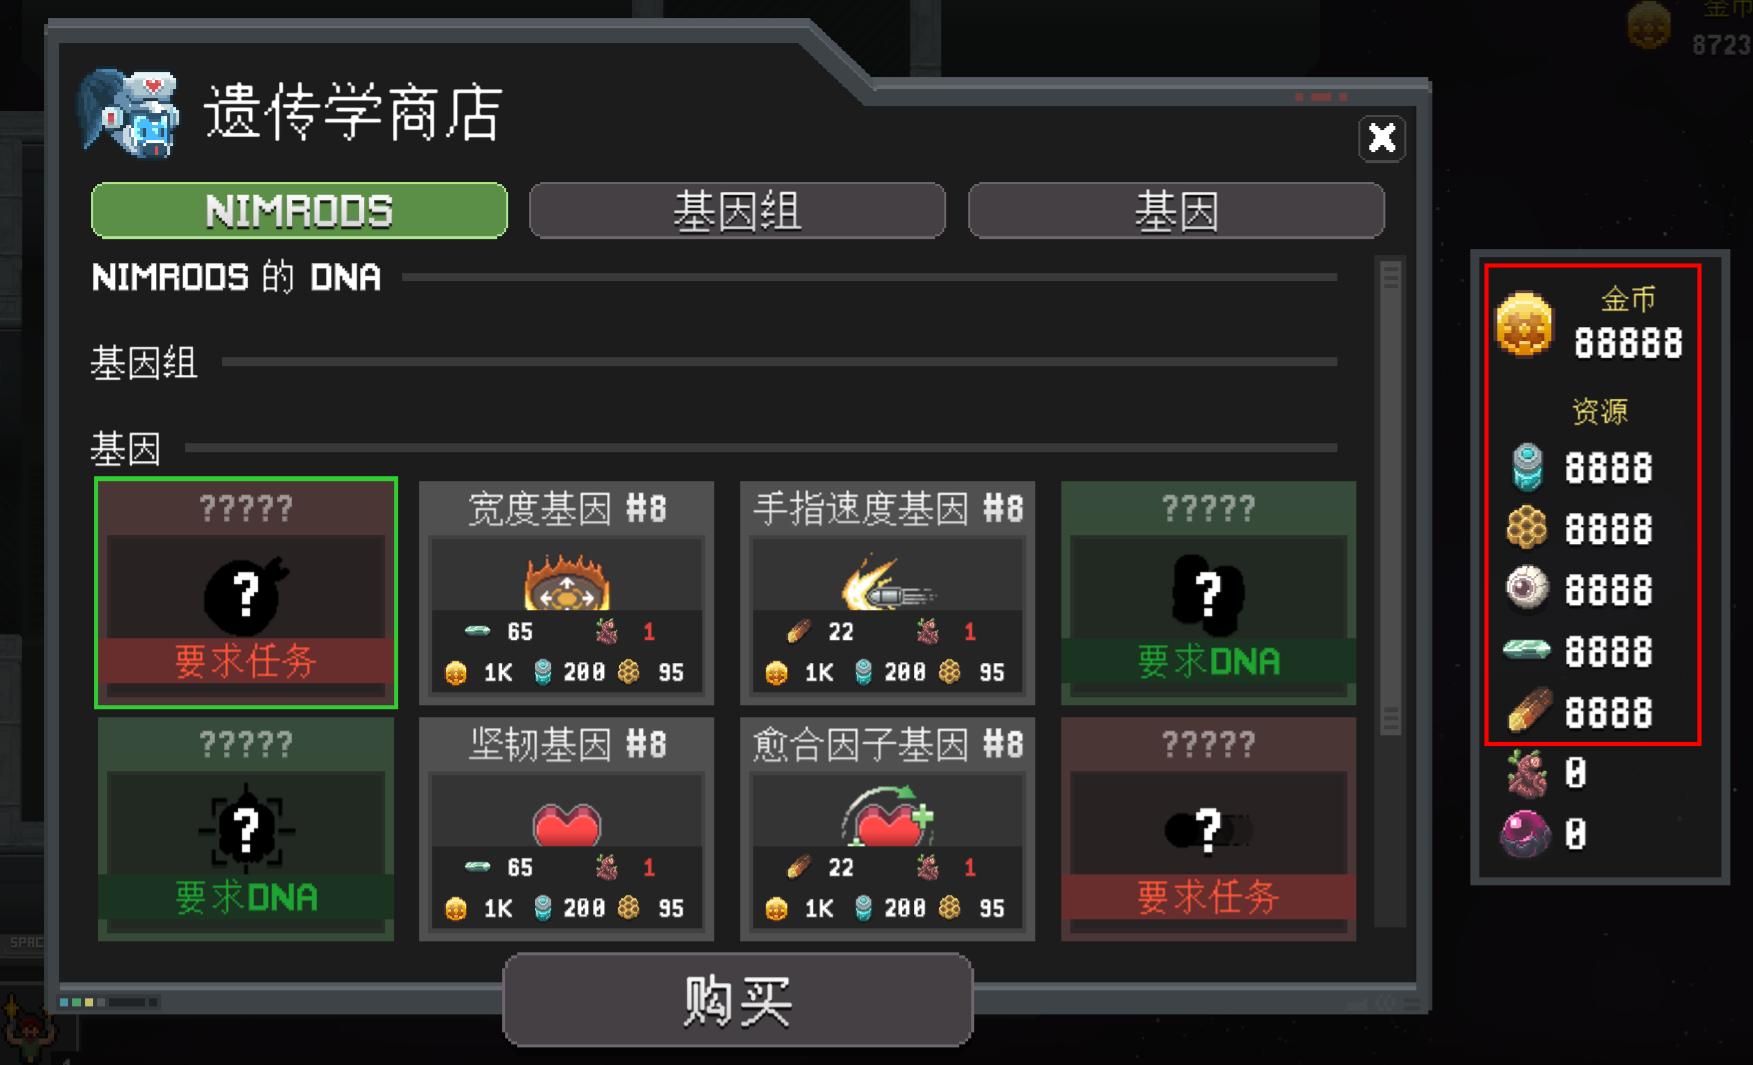 金币
8723
遗传学商店
NIMRODS
基因组
基因
NIMRODS 的 DNA
基因组
基因
?????
?
要求任务
宽度基因 #8
65 1
1K 200 95
手指速度基因 #8
22 1
1K 200 95
?????
?
要求DNA
?????
?
要求DNA
坚韧基因 #8
65 1
1K 200 95
愈合因子基因 #8
22 1
1K 200 95
?????
?
要求任务
购买
金币
88888
资源
8888
8888
8888
8888
8888
0
0
SPAC